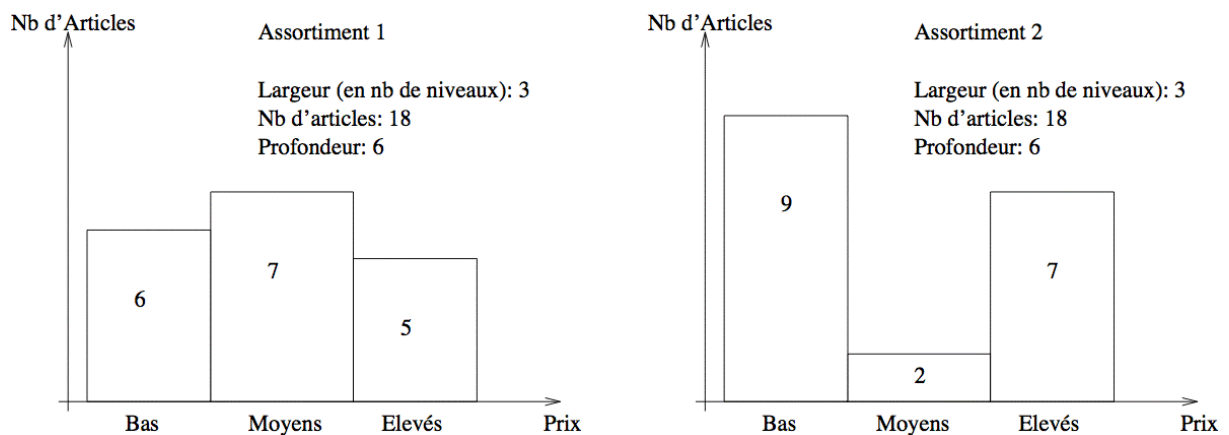 Nb d'Articles
Assortiment 1
Largeur (en nb de niveaux): 3
Nb d'articles: 18
Profondeur: 6
6
7
5
Bas
Moyens
Elevés
Prix
Nb d'Articles
Assortiment 2
Largeur (en nb de niveaux): 3
Nb d'articles: 18
Profondeur: 6
9
2
7
Bas
Moyens
Elevés
Prix